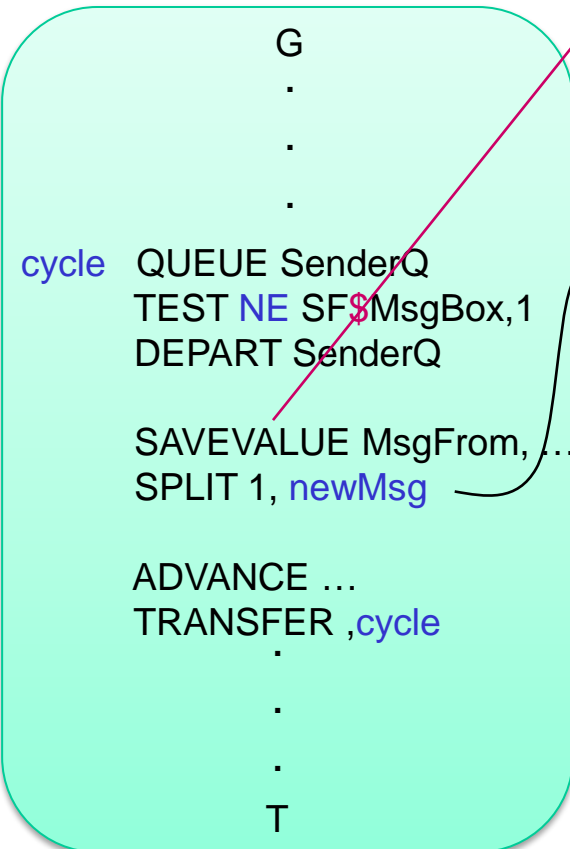 G
.
.
.
cycle QUEUE SenderQ
TEST NE SF$MsgBox,1
DEPART SenderQ
SAVEVALUE MsgFrom, …
SPLIT 1, newMsg
ADVANCE …
TRANSFER ,cycle
.
.
.
T